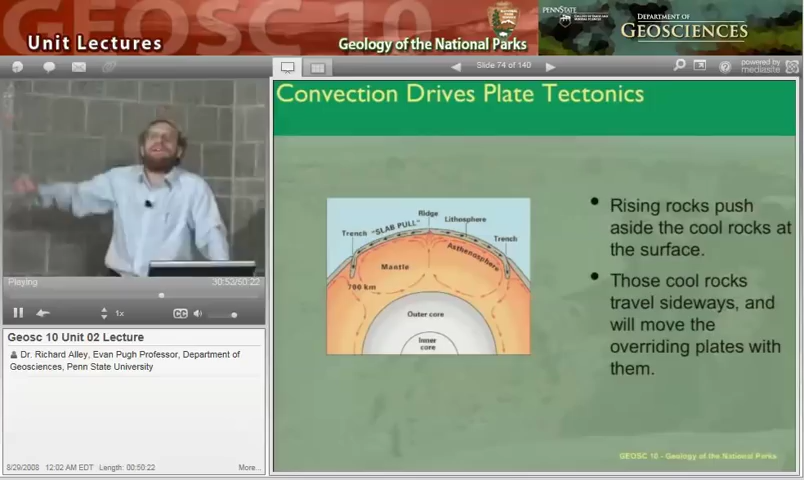 GEOSC 10
Unit Lectures
Geology of the National Parks
PENNSTATE
DEPARTMENT OF
GEOSCIENCES
Slide 74 of 140
powered by
mediasite
Convection Drives Plate Tectonics
Ridge
"SLAB PULL"
Lithosphere
Trench
Trench
Asthenosphere
Mantle
700 km
Outer core
Inner
core
• Rising rocks push
aside the cool rocks at
the surface.
• Those cool rocks
travel sideways, and
will move the
overriding plates with
them.
GEOSC 10 - Geology of the National Parks
Playing
30:53/50:22
1x
CC
Geosc 10 Unit 02 Lecture
Dr. Richard Alley, Evan Pugh Professor, Department of
Geosciences, Penn State University
8/29/2008 12:02 AM EDT Length: 00:50:22
More...